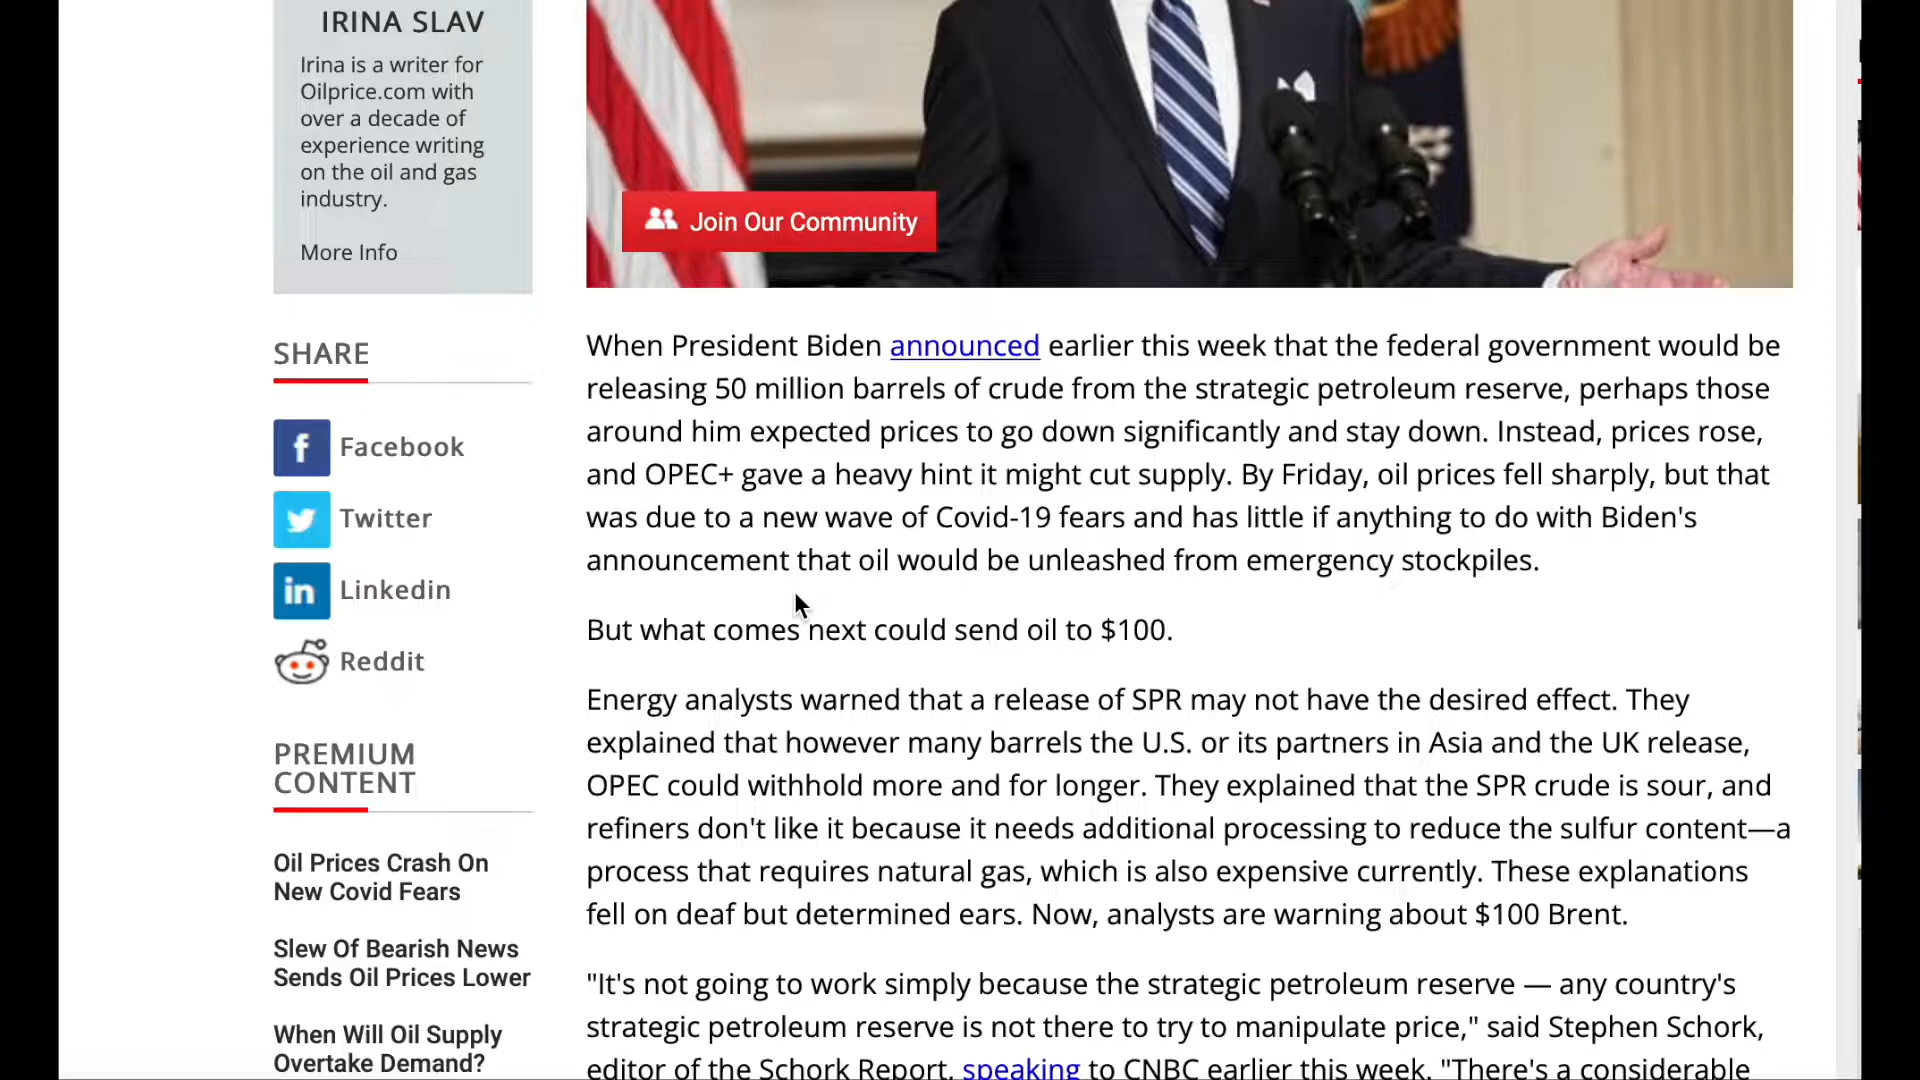 IRINA SLAV
Irina is a writer for
Oilprice.com with
over a decade of
experience writing
on the oil and gas
industry.
More Info
SHARE
Facebook
Twitter
Linkedin
Reddit
PREMIUM
CONTENT
Oil Prices Crash On
New Covid Fears
Slew Of Bearish News
Sends Oil Prices Lower
When Will Oil Supply
Overtake Demand?
Join Our Community
When President Biden announced earlier this week that the federal government would be
releasing 50 million barrels of crude from the strategic petroleum reserve, perhaps those
around him expected prices to go down significantly and stay down. Instead, prices rose,
and OPEC+ gave a heavy hint it might cut supply. By Friday, oil prices fell sharply, but that
was due to a new wave of Covid-19 fears and has little if anything to do with Biden's
announcement that oil would be unleashed from emergency stockpiles.
But what comes next could send oil to $100.
Energy analysts warned that a release of SPR may not have the desired effect. They
explained that however many barrels the U.S. or its partners in Asia and the UK release,
OPEC could withhold more and for longer. They explained that the SPR crude is sour, and
refiners don't like it because it needs additional processing to reduce the sulfur content—a
process that requires natural gas, which is also expensive currently. These explanations
fell on deaf but determined ears. Now, analysts are warning about $100 Brent.
"It's not going to work simply because the strategic petroleum reserve — any country's
strategic petroleum reserve is not there to try to manipulate price," said Stephen Schork,
editor of the Schork Report, speaking to CNBC earlier this week. "There's a considerable